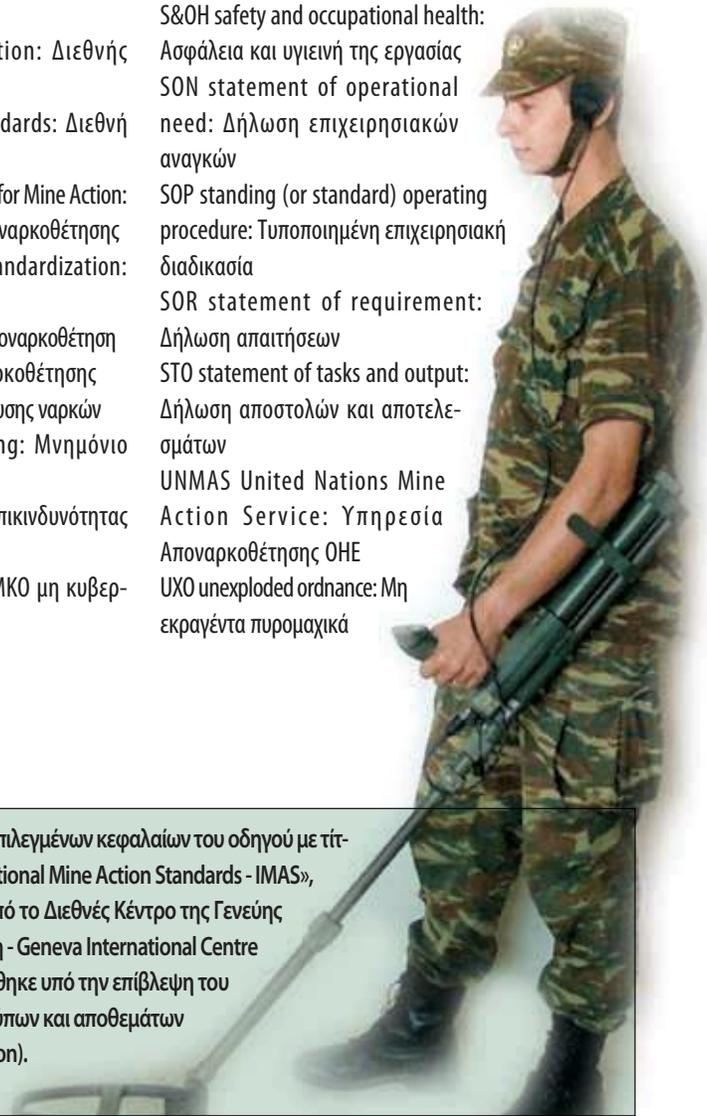 tion: Διεθνής
dards: Διεθνή
for Mine Action:
ναρκοθέτησης
andardization:
οναρκοθέτηση
ρκοθέτησης
υσης ναρκών
ng: Μνημόνιο
πικινδυνότητας
ΜΚΟ μη κυβερ-
S&OH safety and occupational health:
Ασφάλεια και υγιεινή της εργασίας
SON statement of operational
need: Δήλωση επιχειρησιακών
αναγκών
SOP standing (or standard) operating
procedure: Τυποποιημένη επιχειρησιακή
διαδικασία
SOR statement of requirement:
Δήλωση απαιτήσεων
STO statement of tasks and output:
Δήλωση αποστολών και αποτελε-
σμάτων
UNMAS United Nations Mine
Action Service: Υπηρεσία
Αποναρκοθέτησης ΟΗΕ
UXO unexploded ordnance: Μη
εκραγέντα πυρομαχικά
πιλεγμένων κεφαλαίων του οδηγού με τίτ-
tional Mine Action Standards - IMAS»,
πό το Διεθνές Κέντρο της Γενεύης
η - Geneva International Centre
θηκε υπό την επίβλεψη του
ύπων και αποθεμάτων
on).